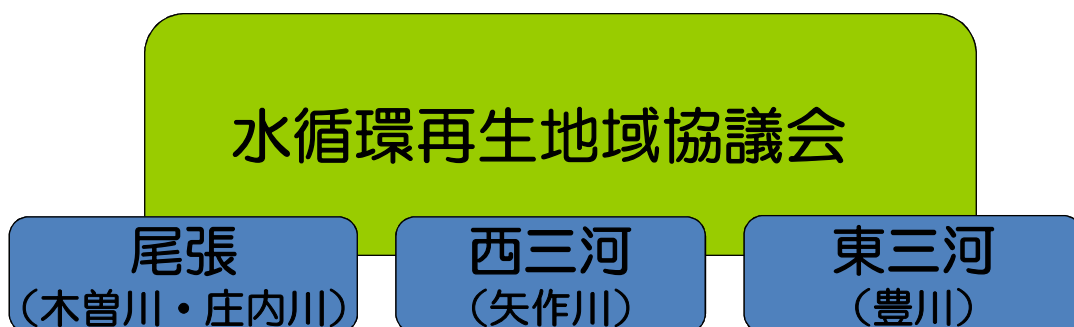 水循環再生地域協議会
尾張
（木曽川・庄内川）
西三河
（矢作川）
東三河
（豊川）